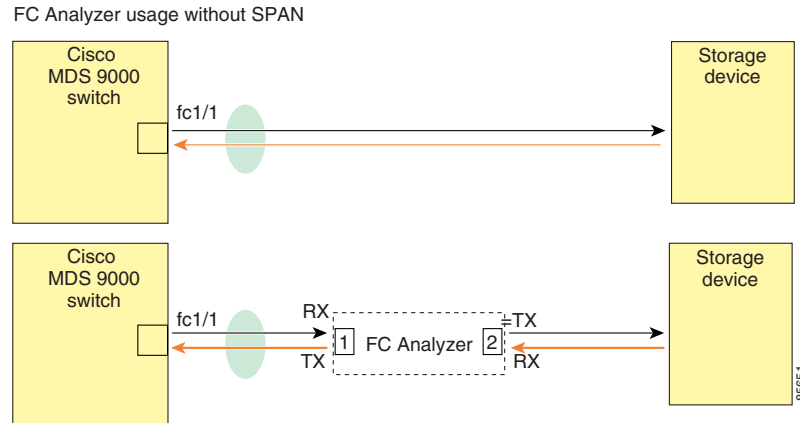 FC Analyzer usage without SPAN
Cisco
MDS 9000
switch
fc1/1
Storage
device
Cisco
MDS 9000
switch
fc1/1
RX
TX
1
FC Analyzer
2
=TX
RX
Storage
device